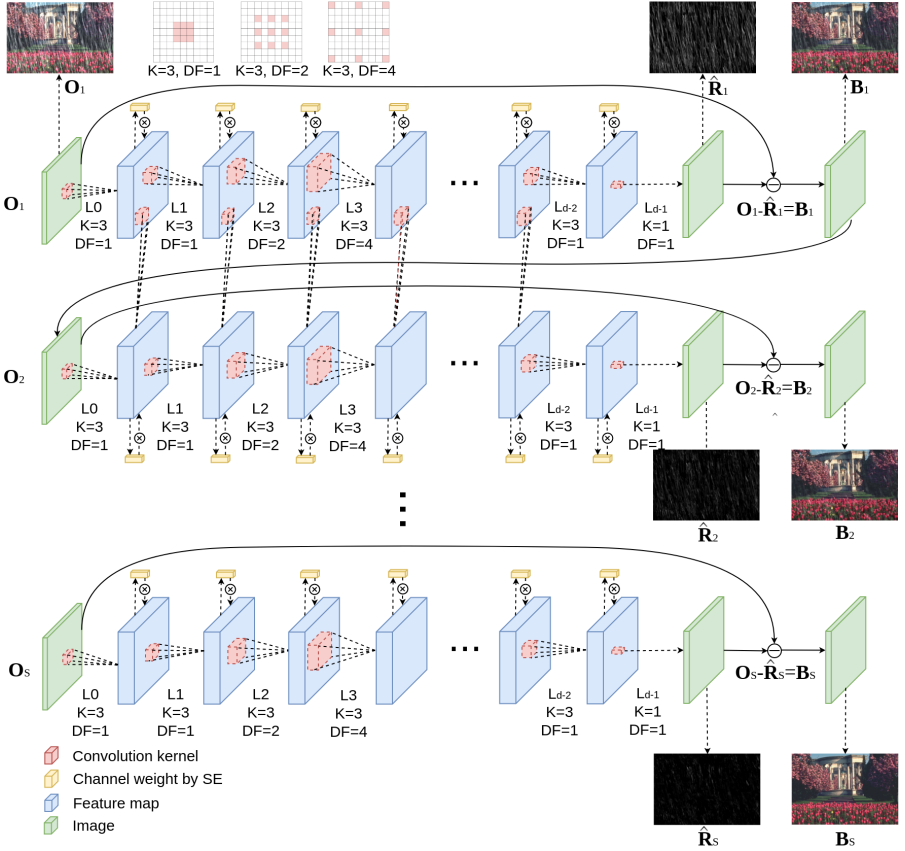 K=3, DF=1 K=3, DF=2 K=3, DF=4
O1 R̂1 B1
O1
L0 L1 L2 L3 Ld-2 Ld-1
K=3 K=3 K=3 K=3 K=3 K=1
DF=1 DF=1 DF=2 DF=4 DF=1 DF=1
O1-R̂1=B1
O2
L0 L1 L2 L3 Ld-2 Ld-1
K=3 K=3 K=3 K=3 K=3 K=1
DF=1 DF=1 DF=2 DF=4 DF=1 DF=1
O2-R̂2=B2
^
R̂2 B2
OS
L0 L1 L2 L3 Ld-2 Ld-1
K=3 K=3 K=3 K=3 K=3 K=1
DF=1 DF=1 DF=2 DF=4 DF=1 DF=1
OS-R̂S=BS
Convolution kernel
Channel weight by SE
Feature map
Image
R̂S BS